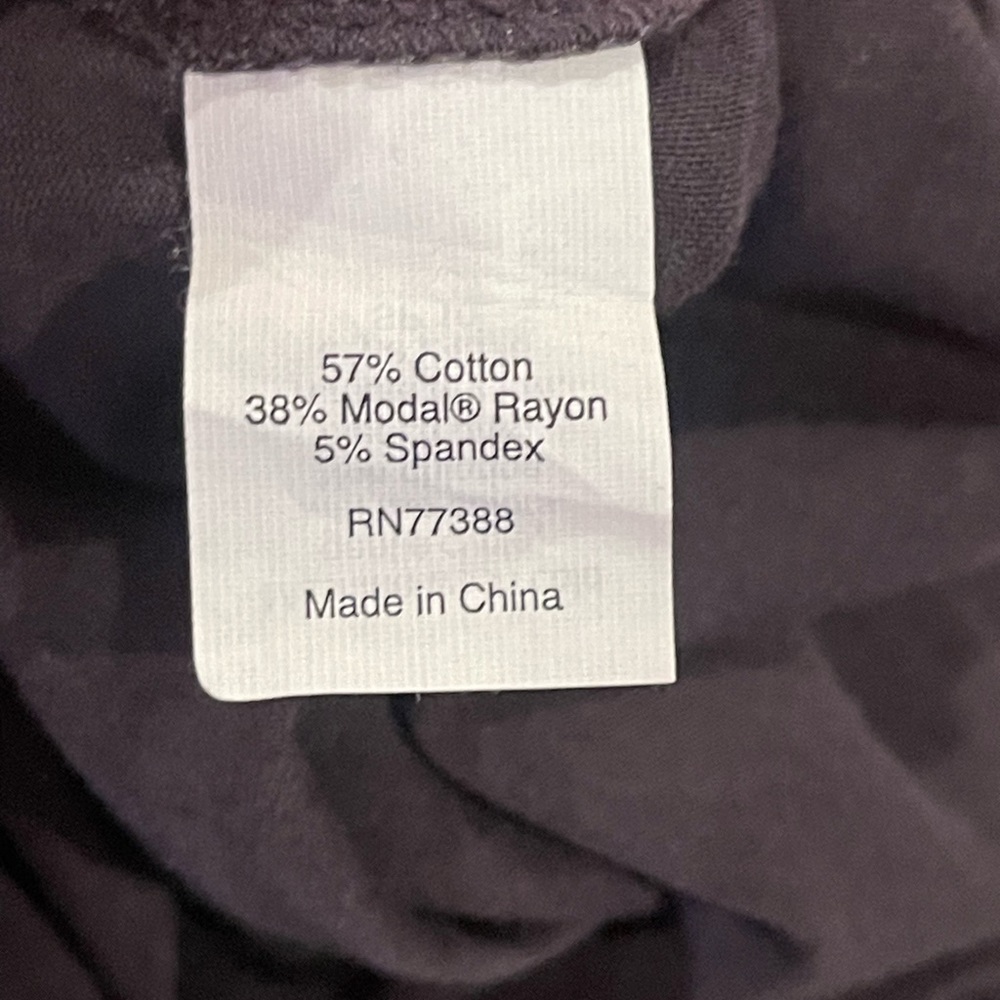 57% Cotton
38% Modal® Rayon
5% Spandex
RN77388
Made in China